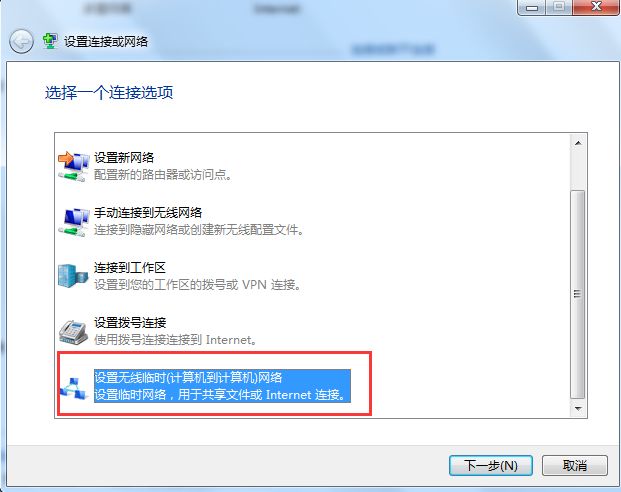 Internet
设置连接或网络
选择一个连接选项
设置新网络
配置新的路由器或访问点。
手动连接到无线网络
连接到隐藏网络或创建新无线配置文件。
连接到工作区
设置到您的工作区的拨号或 VPN 连接。
设置拨号连接
使用拨号连接连接到 Internet。
设置无线临时(计算机到计算机)网络
设置临时网络，用于共享文件或 Internet 连接。
下一步(N)
取消